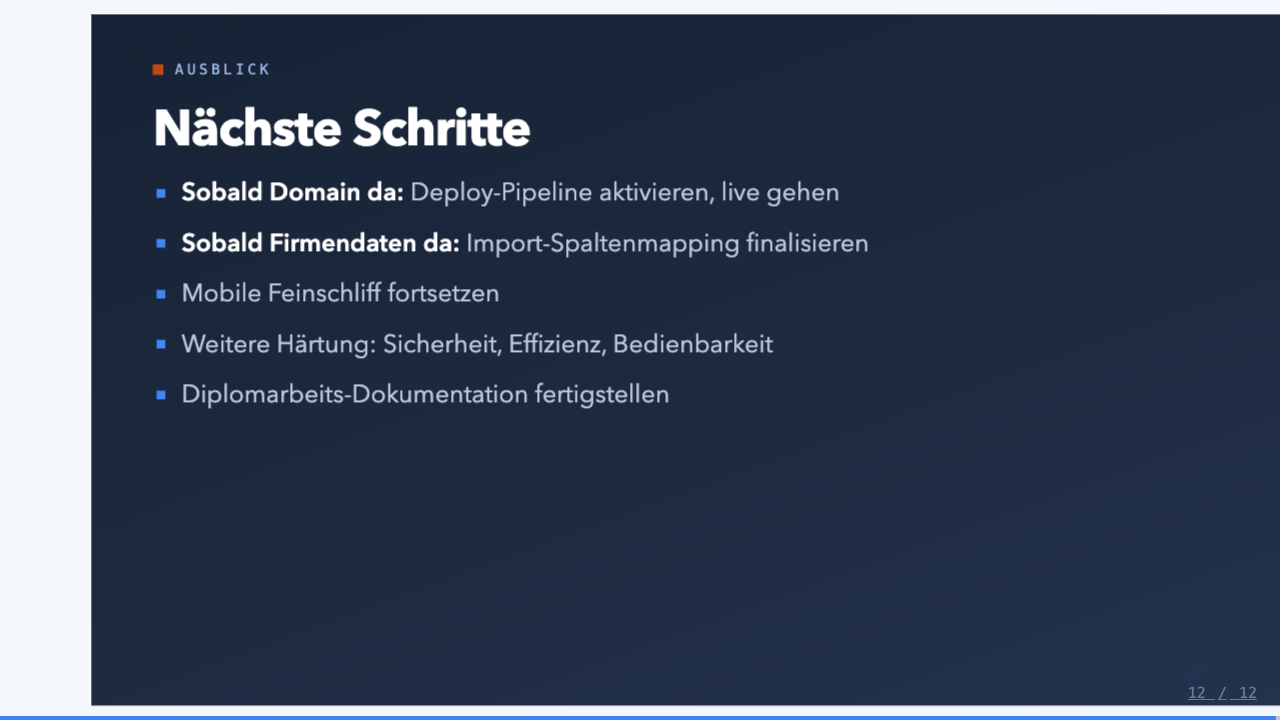 AUSBLICK
Nächste Schritte
Sobald Domain da: Deploy-Pipeline aktivieren, live gehen
Sobald Firmendaten da: Import-Spaltenmapping finalisieren
Mobile Feinschliff fortsetzen
Weitere Härtung: Sicherheit, Effizienz, Bedienbarkeit
Diplomarbeits-Dokumentation fertigstellen
12 / 12